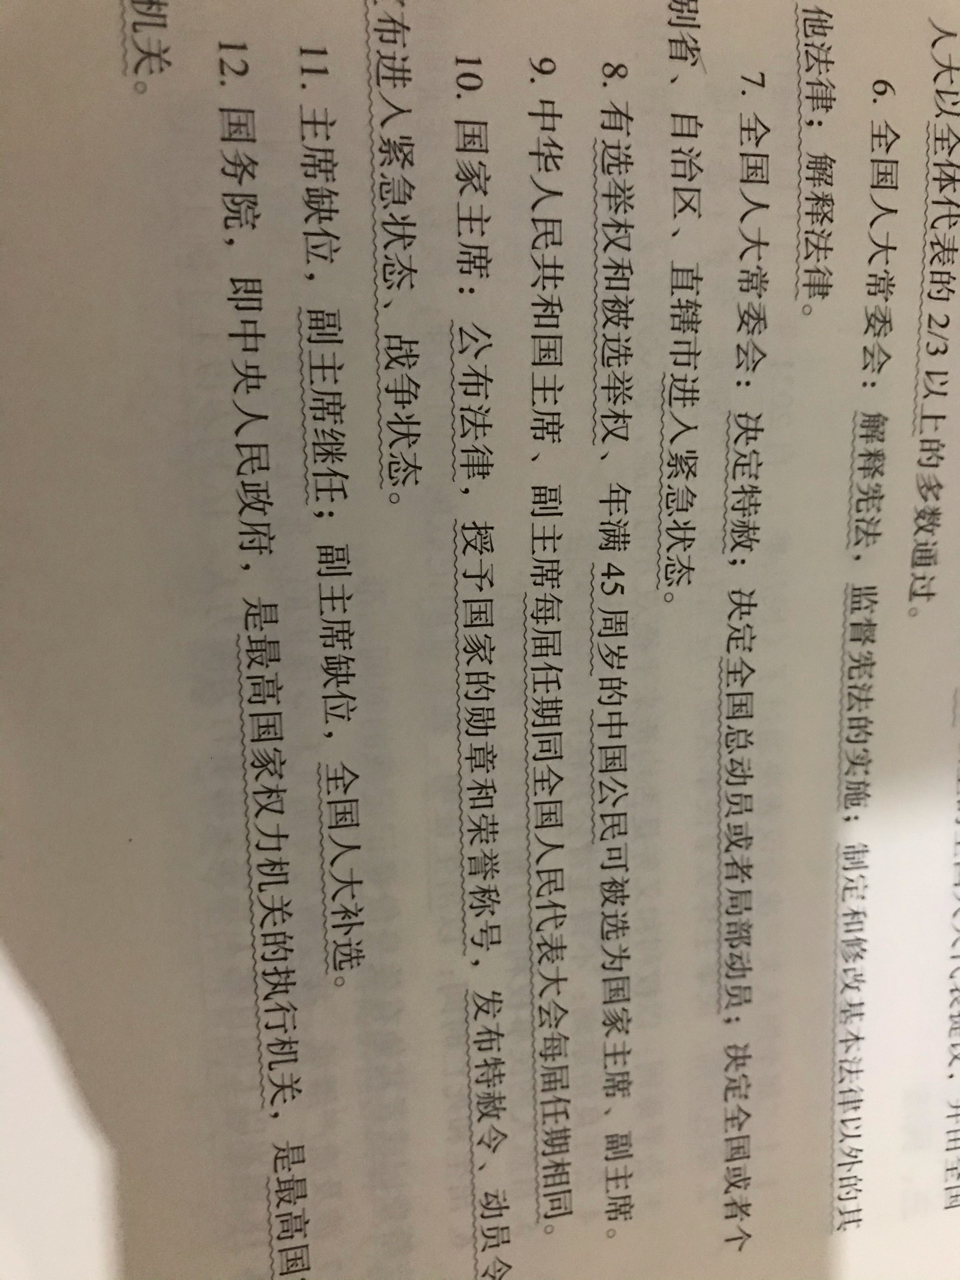 人大代表提议，并由全国
人大以全体代表的 2/3 以上的多数通过。
6. 全国人大常委会：解释宪法，监督宪法的实施；制定和修改基本法律以外的其
他法律；解释法律。
7. 全国人大常委会：决定特赦；决定全国总动员或者局部动员；决定全国或者个
别省、自治区、直辖市进入紧急状态。
8. 有选举权和被选举权、年满 45 周岁的中国公民可被选为国家主席、副主席。
9. 中华人民共和国主席、副主席每届任期同全国人民代表大会每届任期相同。
10. 国家主席：公布法律，授予国家的勋章和荣誉称号，发布特赦令、动员令
布进入紧急状态、战争状态。
11. 主席缺位，副主席继任；副主席缺位，全国人大补选。
12. 国务院，即中央人民政府，是最高国家权力机关的执行机关，是最高国
机关。